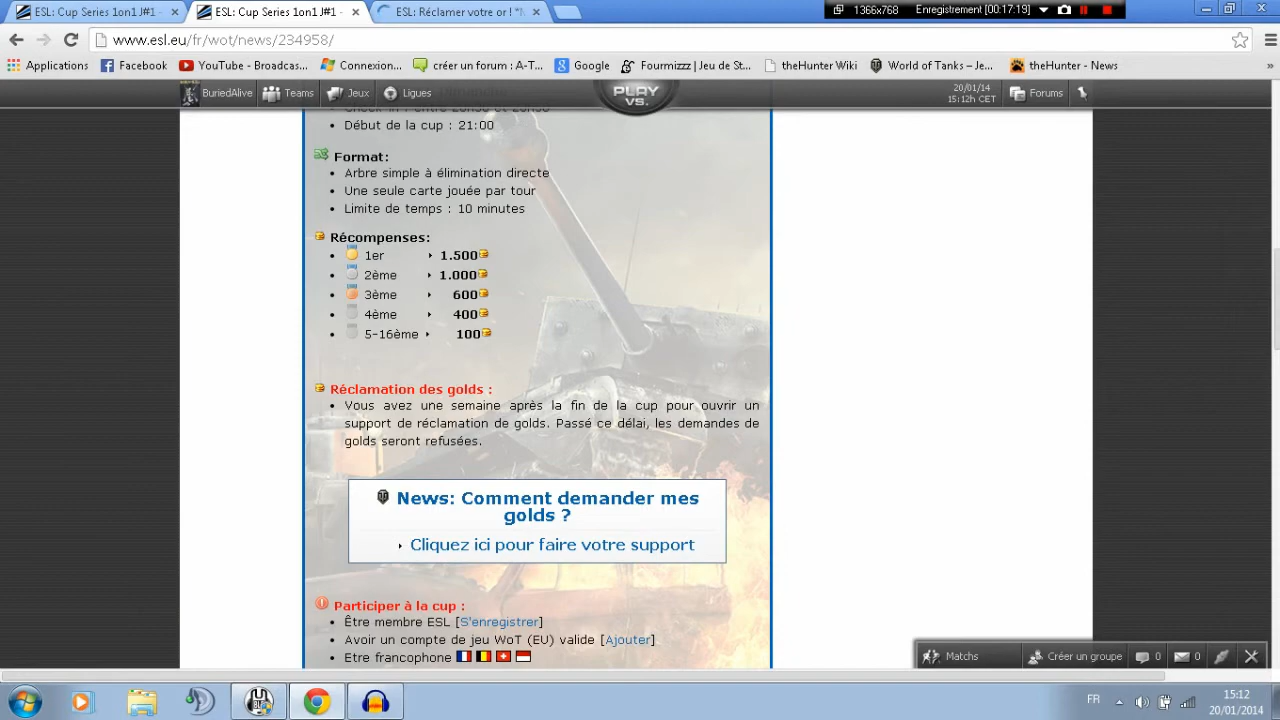 ESL: Cup Series 1on1 J#1 -
ESL: Cup Series 1on1 J#1 -
ESL: Réclamer votre or ! "N
1366x768
Enregistrement [00:17:19]
www.esl.eu/fr/wot/news/234958/
Applications
Facebook
YouTube - Broadcas...
Connexion...
créer un forum : A-T...
Google
Fourmizzz | Jeu de St...
theHunter Wiki
World of Tanks – Je...
theHunter - News
»
BuriedAlive
Teams
Jeux
Ligues
PLAY VS.
20/01/14
15:12h CET
Forums
Début de la cup : 21:00
Format:
Arbre simple à élimination directe
Une seule carte jouée par tour
Limite de temps : 10 minutes
Récompenses:
1er 1.500
2ème 1.000
3ème 600
4ème 400
5-16ème 100
Réclamation des golds :
Vous avez une semaine après la fin de la cup pour ouvrir un
support de réclamation de golds. Passé ce délai, les demandes de
golds seront refusées.
News: Comment demander mes
golds ?
Cliquez ici pour faire votre support
Participer à la cup :
Être membre ESL [S'enregistrer]
Avoir un compte de jeu WoT (EU) valide [Ajouter]
Etre francophone
Matchs
Créer un groupe
0
0
FR
15:12
20/01/2014